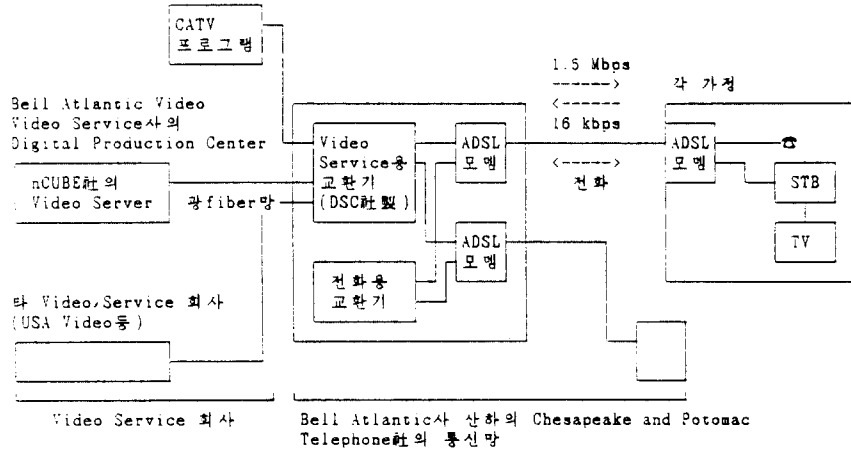 CATV
프로그램
1.5 Mbps
----->
<-----
16 kbps
<---->
전화
각 가정
Bell Atlantic Video
Video Service사의
Digital Production Center
nCUBE社의
Video Server
광fiber망
Video
Service용
교환기
(DSC社製)
ADSL
모뎀
ADSL
모뎀
전화용
교환기
ADSL
모뎀
☎
STB
TV
타 Video,Service 회사
(USA Video등)
Video Service 회사
Bell Atlantic사 산하의 Chesapeake and Potomac
Telephone社의 통신망